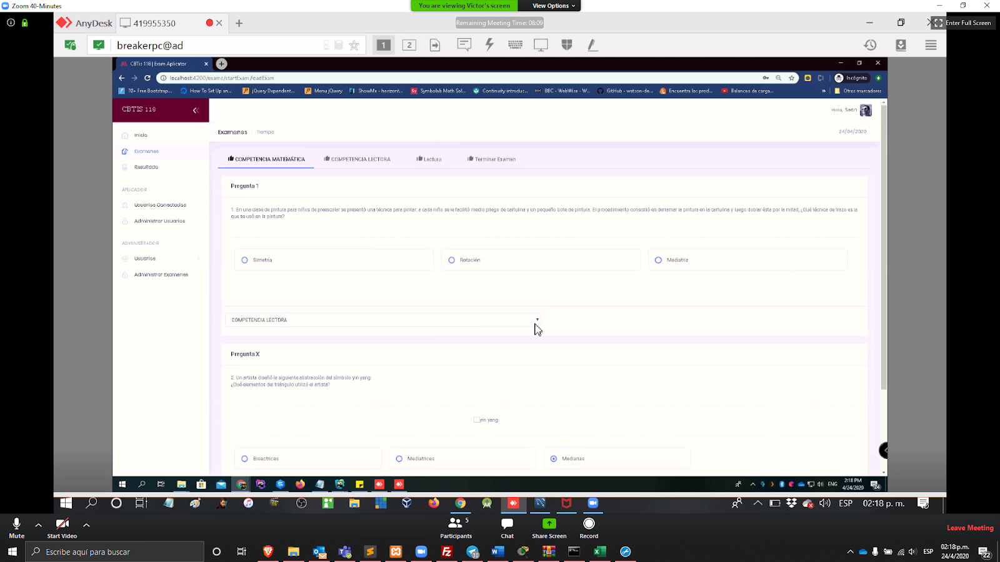 Zoom 40-Minutes
You are viewing Victor's screen
View Options
AnyDesk
419955350
Remaining Meeting Time: 08:09
Enter Full Screen
breakerpc@ad
1
2
CBTis 118 | Exam Aplicator
localhost:4200/exams/startExam/loadExam
Incógnito
10+ Free Bootstrap...
How To Set Up an...
jQuery Dependent...
Menu jQuery
ShowMe - horizont...
Symbolab Math Sol...
Continuity introduc...
BBC - WebWise - W...
GitHub - watson-de...
Encuentra los prod...
Balanceo de carga...
»
Otros marcadores
CBTIS 118
Hola, Sean
Inicio
Examenes
Resultado
APLICADOR
Usuarios Conectados
Administrar Usuarios
ADMINISTRADOR
Usuarios
Administrar Examenes
Examenes
Tiempo
24/04/2020
COMPETENCIA MATEMÁTICA
COMPETENCIA LECTORA
Lectura
Terminar Examen
Pregunta 1
1. En una clase de pintura para niños de preescolar se presentó una técnica para pintar: a cada niño se le facilitó medio pliego de cartulina y un pequeño bote de pintura. El procedimiento consistió en derramar la pintura en la cartulina y luego doblar ésta por la mitad, ¿Qué técnica de trazo es la
que se usó en la pintura?
Simetría
Rotación
Mediatriz
COMPETENCIA LECTORA
Pregunta X
2. Un artista diseñó la siguiente abstracción del símbolo yin yang:
¿Qué elementos del triángulo utilizó el artista?
yin yang
Bisectrices
Mediatrices
Medianas
ENG
2:18 PM
4/24/2020
24
ESP
02:18 p. m.
Mute
Start Video
5
Participants
Chat
Share Screen
Record
Leave Meeting
Escribe aquí para buscar
30
ESP
02:18p.m.
24/4/2020
22